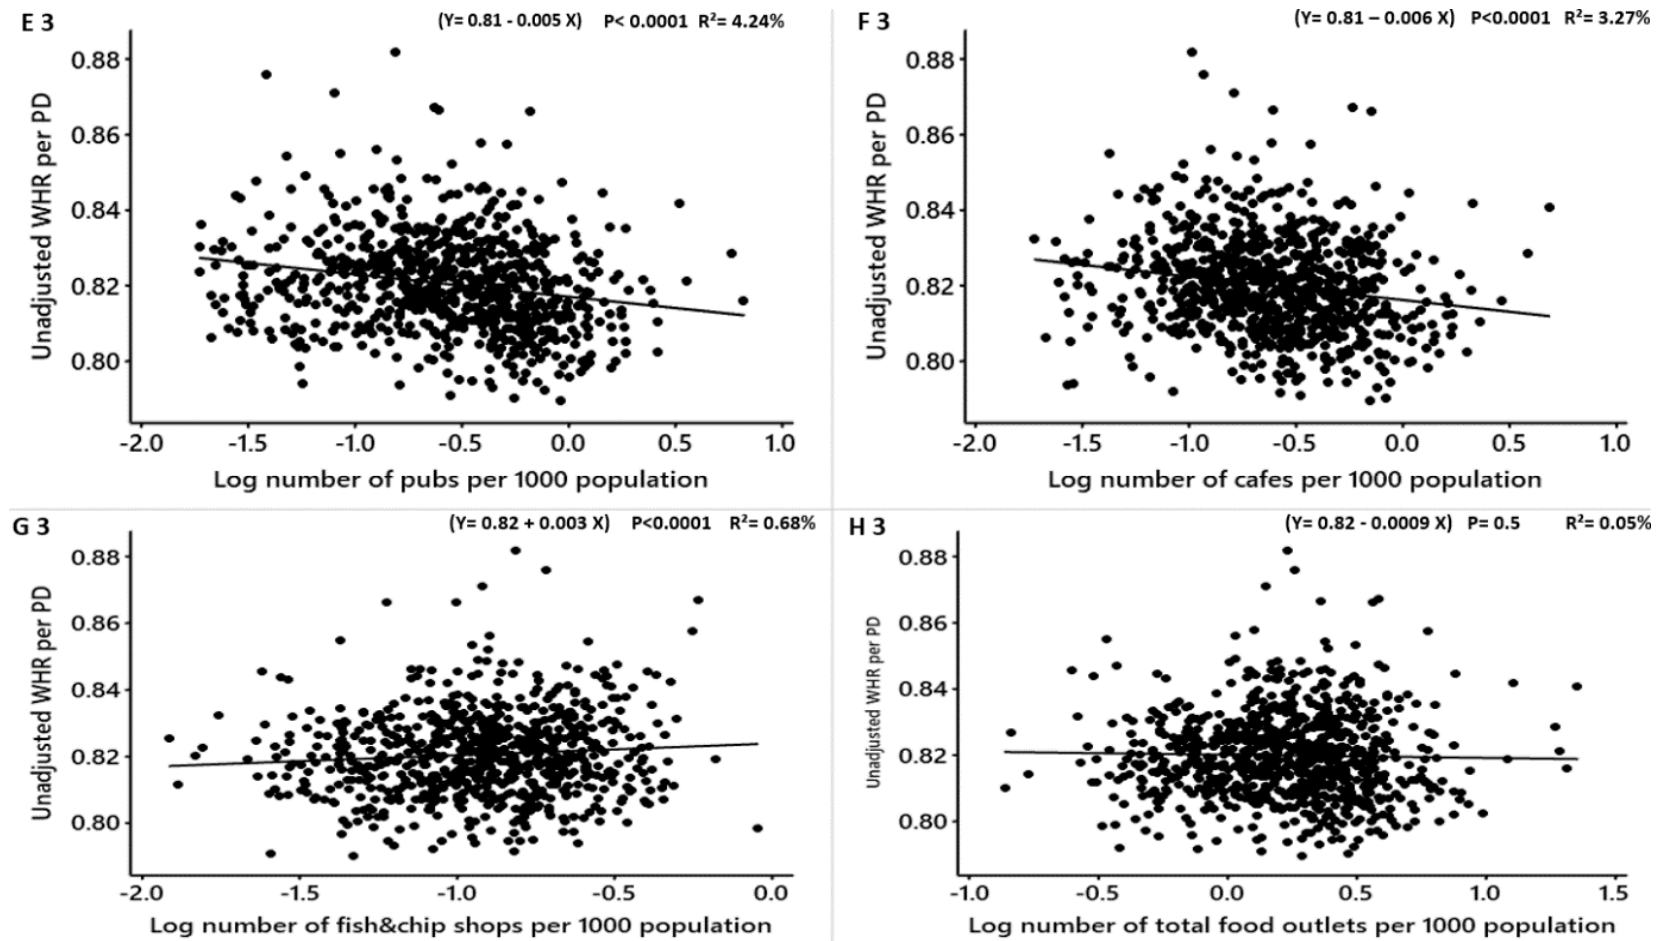 E 3
(Y= 0.81 - 0.005 X) P< 0.0001 R²= 4.24%
Unadjusted WHR per PD
0.88
0.86
0.84
0.82
0.80
-2.0 -1.5 -1.0 -0.5 0.0 0.5 1.0
Log number of pubs per 1000 population
F 3
(Y= 0.81 – 0.006 X) P<0.0001 R²= 3.27%
Unadjusted WHR per PD
0.88
0.86
0.84
0.82
0.80
-2.0 -1.5 -1.0 -0.5 0.0 0.5 1.0
Log number of cafes per 1000 population
G 3
(Y= 0.82 + 0.003 X) P<0.0001 R²= 0.68%
Unadjusted WHR per PD
0.88
0.86
0.84
0.82
0.80
-2.0 -1.5 -1.0 -0.5 0.0
Log number of fish&chip shops per 1000 population
H 3
(Y= 0.82 - 0.0009 X) P= 0.5 R²= 0.05%
Unadjusted WHR per PD
0.88
0.86
0.84
0.82
0.80
-1.0 -0.5 0.0 0.5 1.0 1.5
Log number of total food outlets per 1000 population